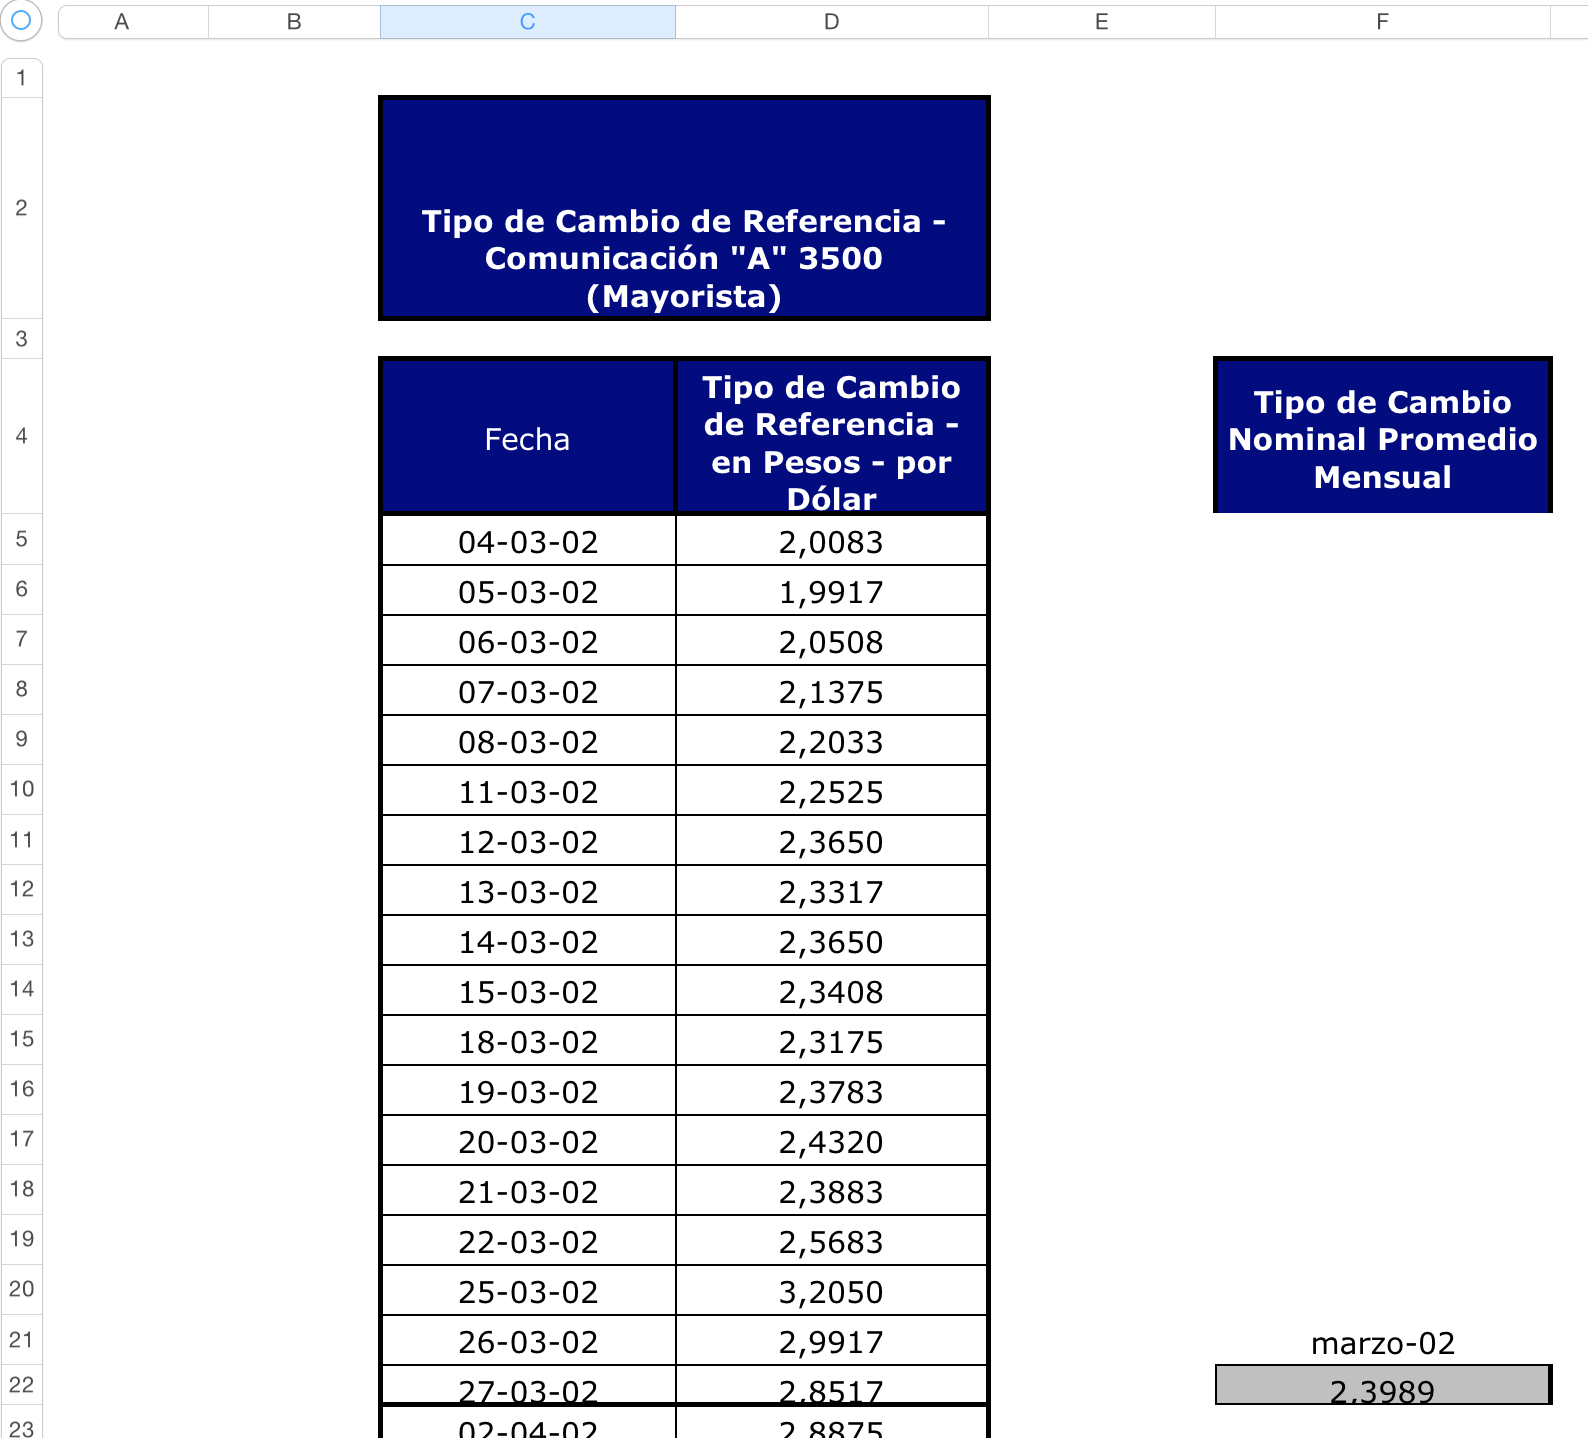 A B C D E F
1
2
Tipo de Cambio de Referencia -
Comunicación "A" 3500
(Mayorista)
3
4
Fecha
Tipo de Cambio
de Referencia -
en Pesos - por
Dólar
Tipo de Cambio
Nominal Promedio
Mensual
5 04-03-02 2,0083
6 05-03-02 1,9917
7 06-03-02 2,0508
8 07-03-02 2,1375
9 08-03-02 2,2033
10 11-03-02 2,2525
11 12-03-02 2,3650
12 13-03-02 2,3317
13 14-03-02 2,3650
14 15-03-02 2,3408
15 18-03-02 2,3175
16 19-03-02 2,3783
17 20-03-02 2,4320
18 21-03-02 2,3883
19 22-03-02 2,5683
20 25-03-02 3,2050
21 26-03-02 2,9917 marzo-02
22 27-03-02 2,8517 2,3989
23 02-04-02 2,8875